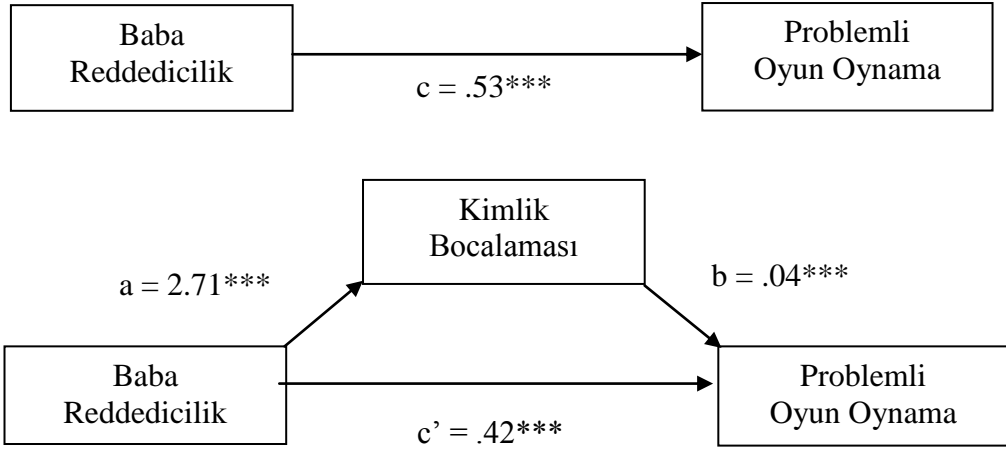 Baba
Reddedicilik
Problemli
Oyun Oynama
c = .53***
Kimlik
Bocalaması
a = 2.71***
b = .04***
Baba
Reddedicilik
Problemli
Oyun Oynama
c’ = .42***